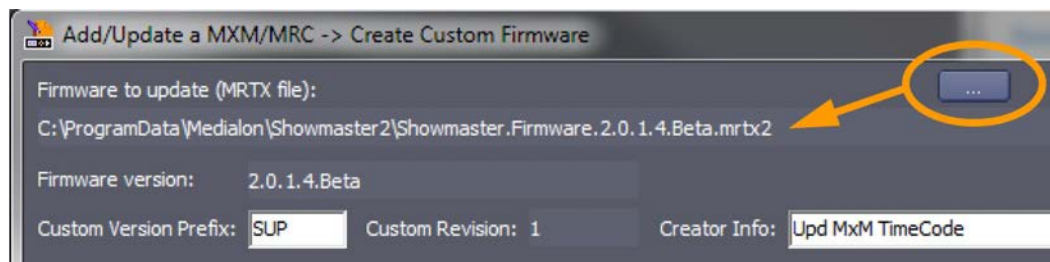 Add/Update a MXM/MRC -> Create Custom Firmware
Firmware to update (MRTX file):
...
C:\ProgramData\Medialon\Showmaster2\Showmaster.Firmware.2.0.1.4.Beta.mrtx2
Firmware version: 2.0.1.4.Beta
Custom Version Prefix: SUP Custom Revision: 1 Creator Info: Upd MxM TimeCode